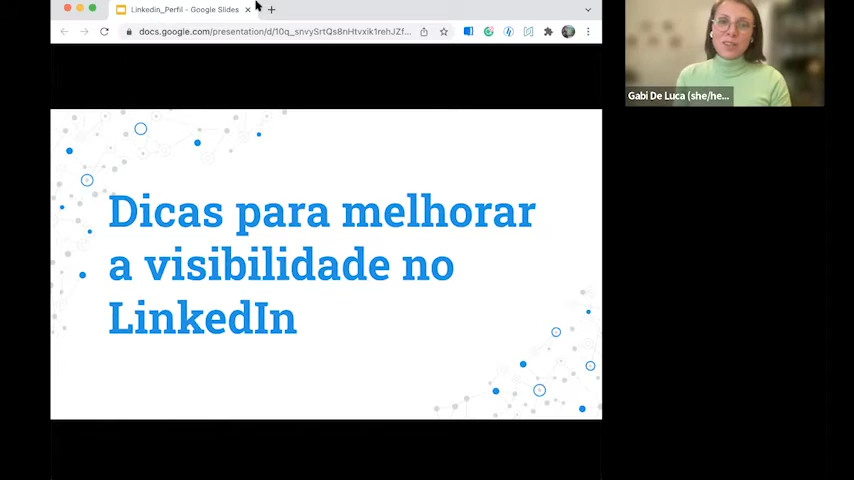 Linkedin_Perfil - Google Slides
docs.google.com/presentation/d/10q_snvySrtQs8nHtvxik1rehJZf...
Gabi De Luca (she/he...
Dicas para melhorar
a visibilidade no
LinkedIn